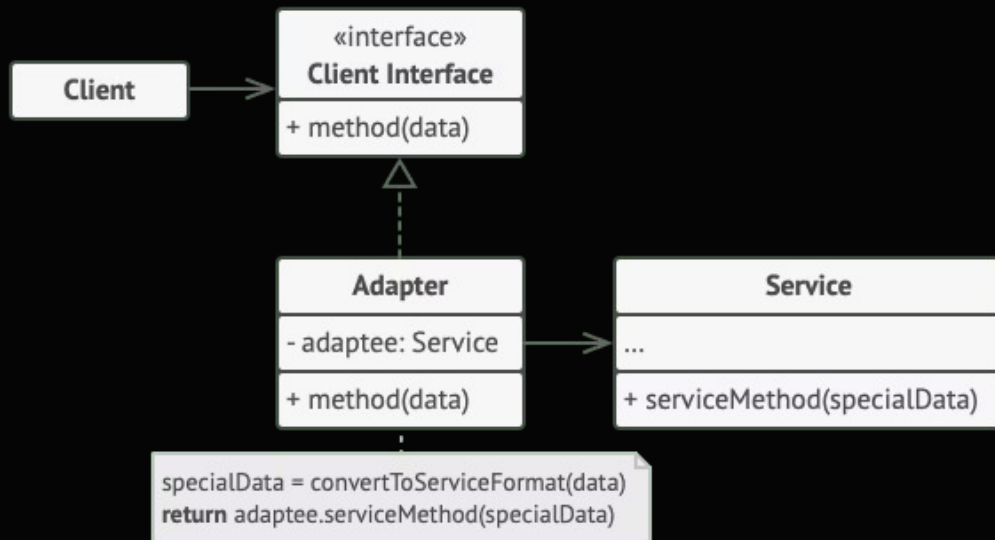 Client
«interface»
Client Interface
+ method(data)
Adapter
- adaptee: Service
+ method(data)
Service
...
+ serviceMethod(specialData)
specialData = convertToServiceFormat(data)
return adaptee.serviceMethod(specialData)